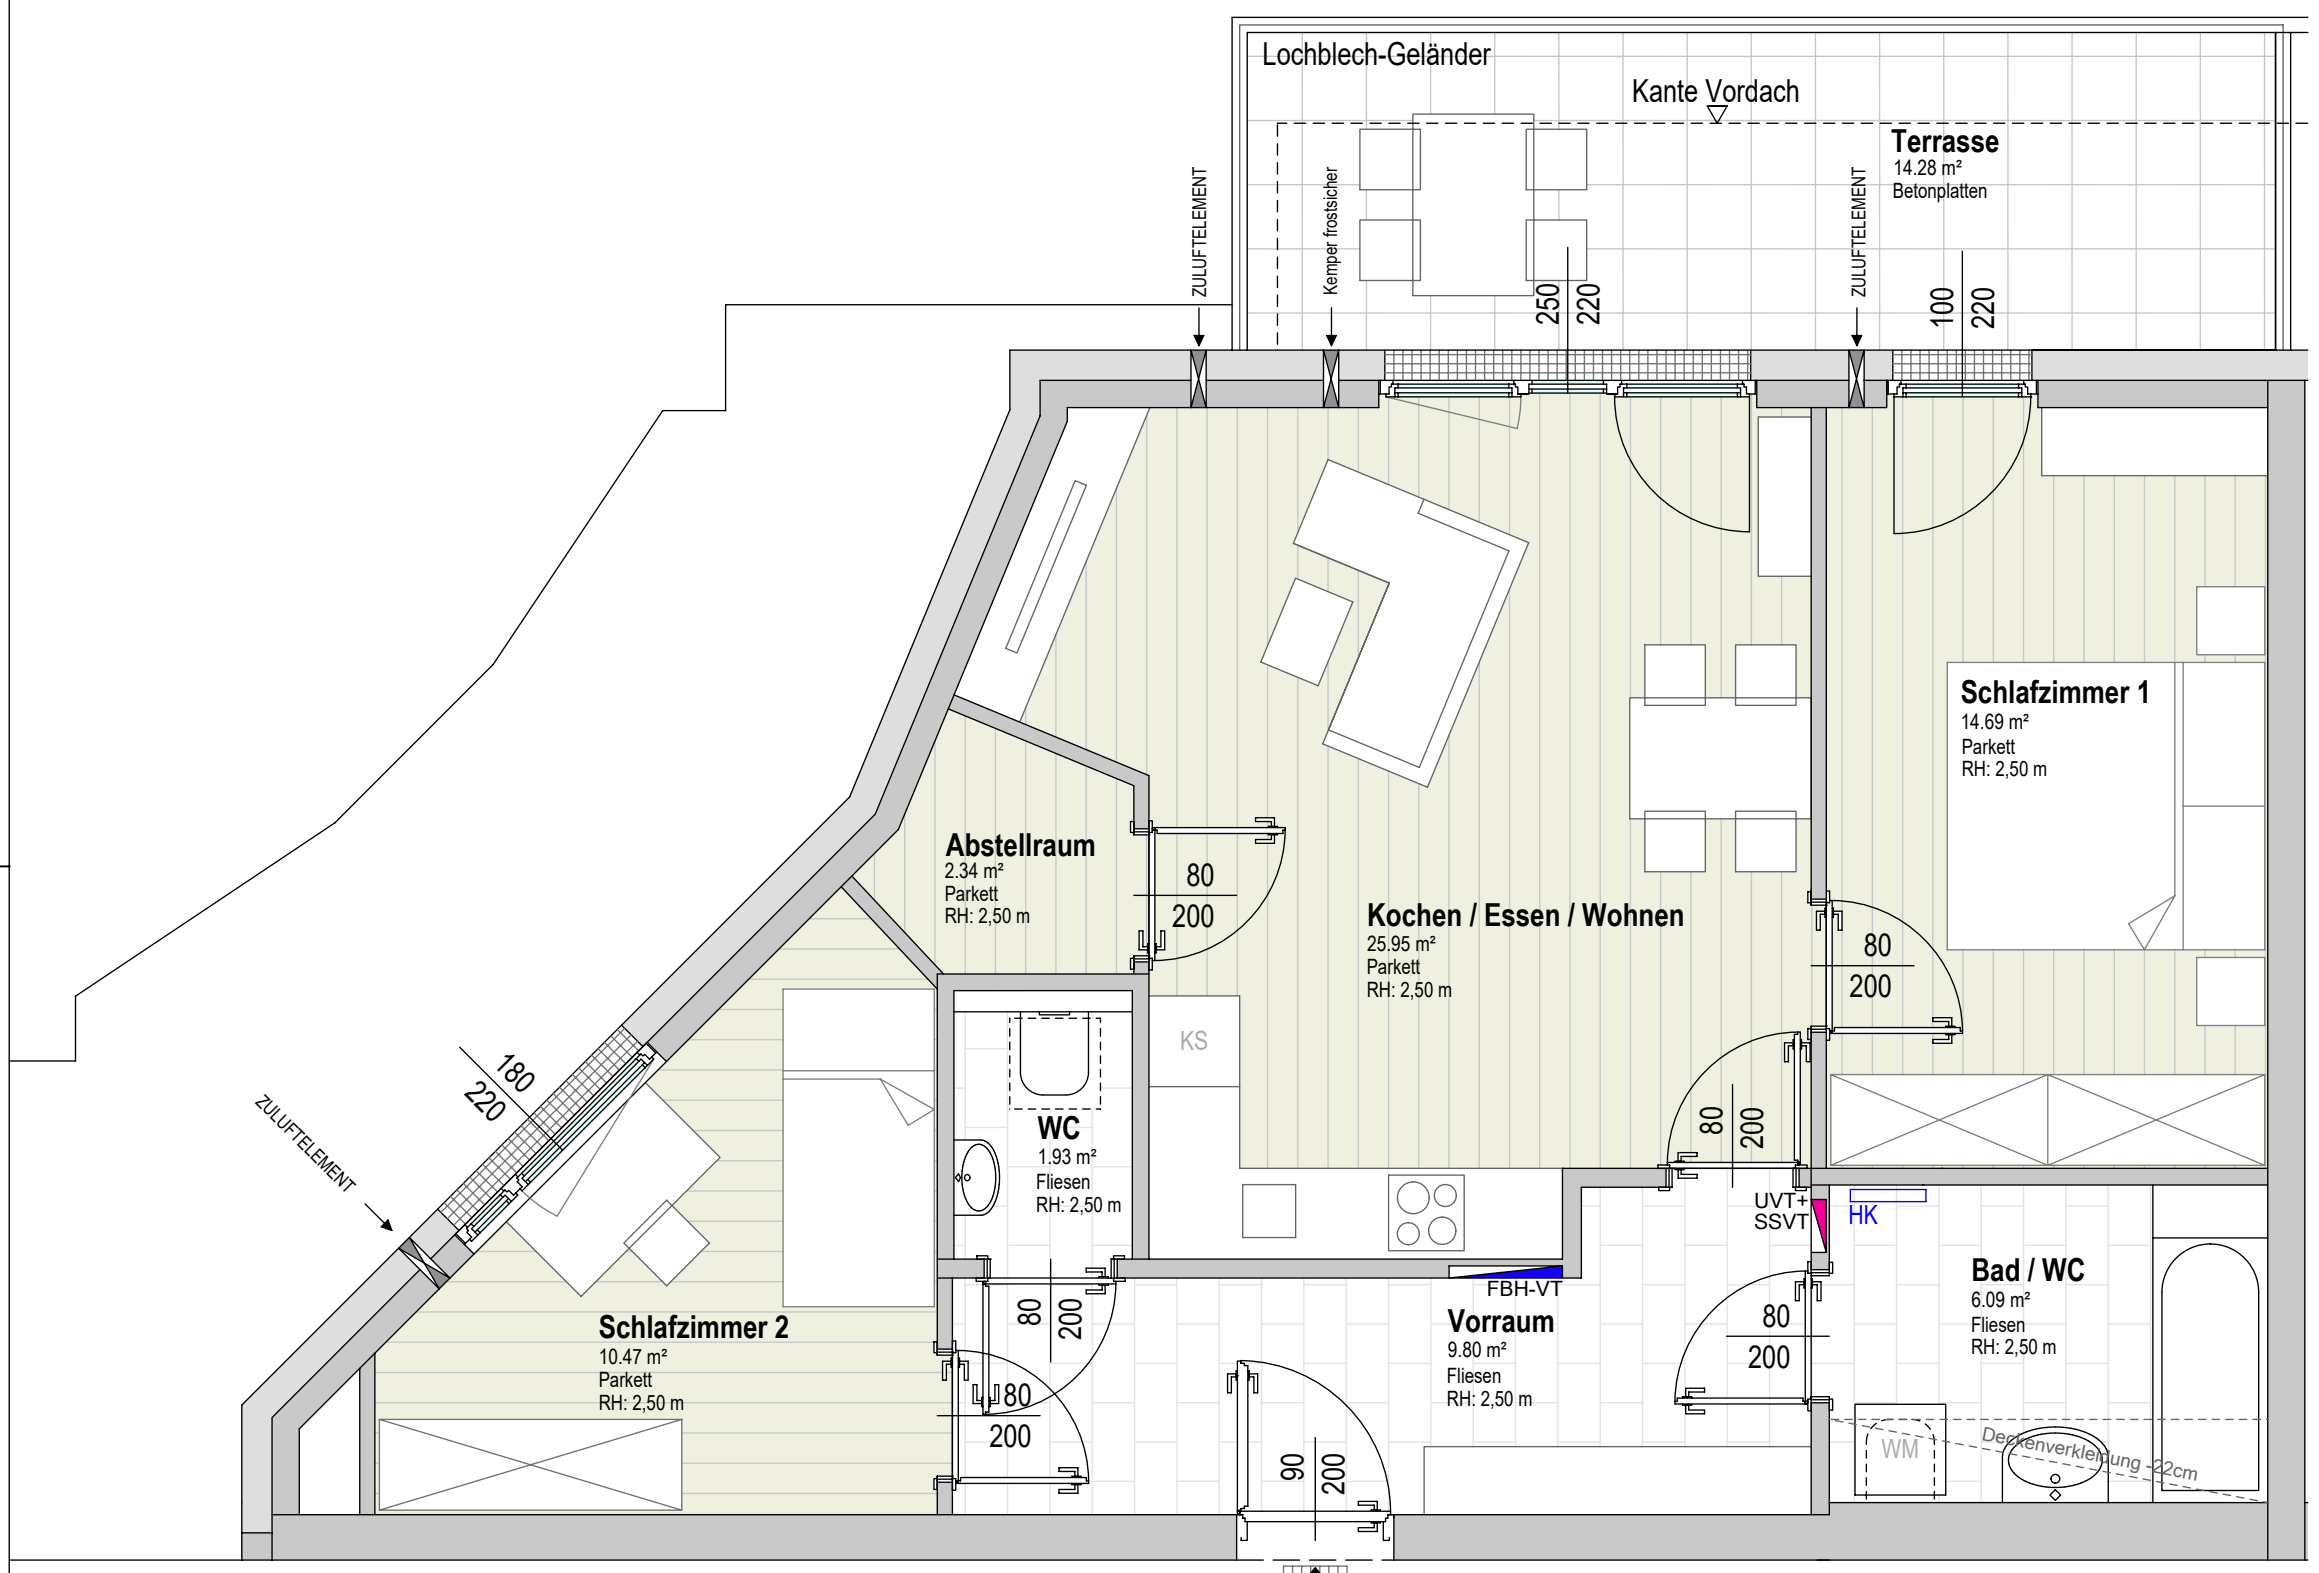 Lochblech-Geländer
Kante Vordach
Terrasse
14.28 m²
Betonplatten
ZULUFTELEMENT
Kemper frostsicher
ZULUFTELEMENT
250
220
100
220
Schlafzimmer 1
14.69 m²
Parkett
RH: 2,50 m
Abstellraum
2.34 m²
Parkett
RH: 2,50 m
80
200
Kochen / Essen / Wohnen
25.95 m²
Parkett
RH: 2,50 m
80
200
KS
180
220
ZULUFTELEMENT
WC
1.93 m²
Fliesen
RH: 2,50 m
80
200
UVT+
SSVT
HK
Bad / WC
6.09 m²
Fliesen
RH: 2,50 m
FBH-VT
Vorraum
9.80 m²
Fliesen
RH: 2,50 m
80
200
80
200
Schlafzimmer 2
10.47 m²
Parkett
RH: 2,50 m
80
200
90
200
WM
Deckenverkleidung -22cm